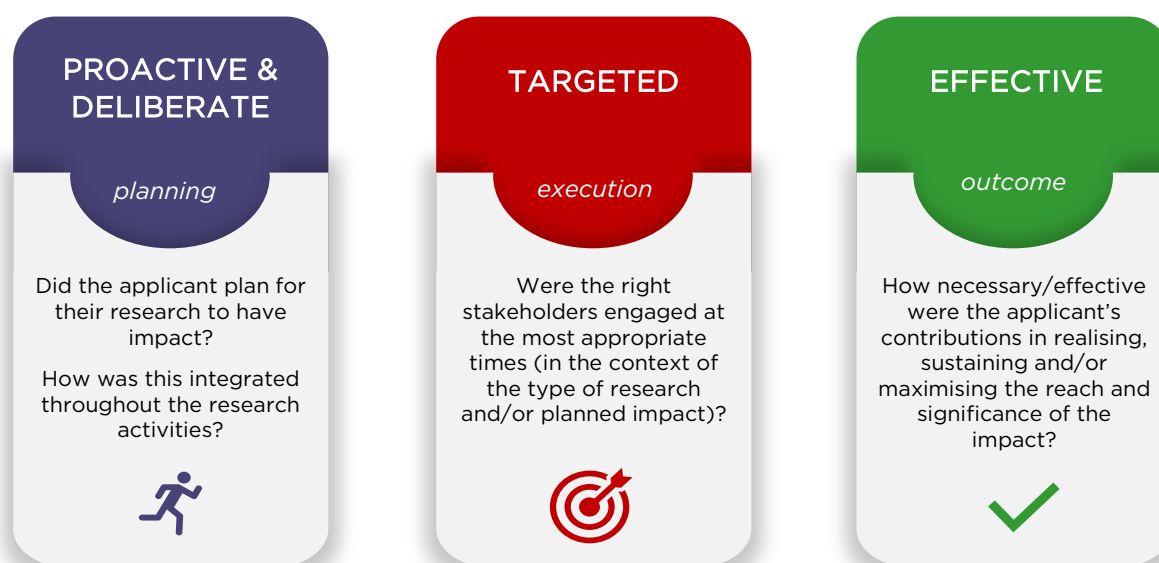 PROACTIVE &
DELIBERATE
planning
Did the applicant plan for
their research to have
impact?
How was this integrated
throughout the research
activities?
TARGETED
execution
Were the right
stakeholders engaged at
the most appropriate
times (in the context of
the type of research
and/or planned impact)?
EFFECTIVE
outcome
How necessary/effective
were the applicant's
contributions in realising,
sustaining and/or
maximising the reach and
significance of the
impact?